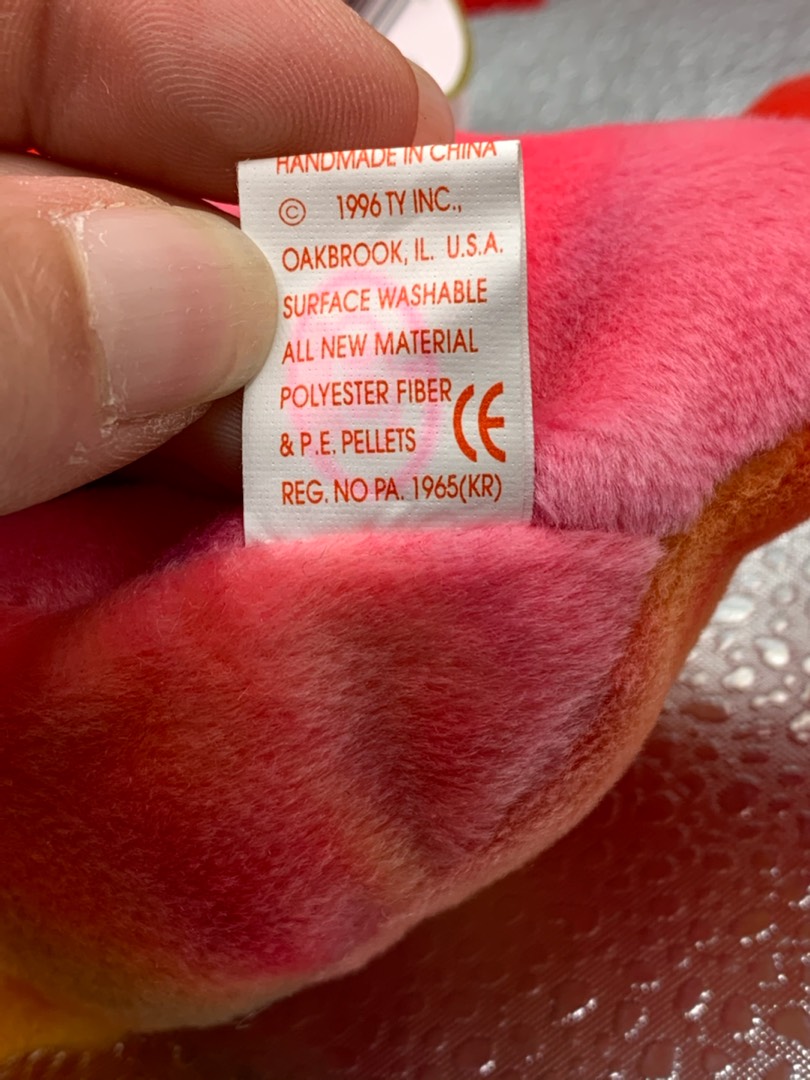 HANDMADE IN CHINA
© 1996 TY INC.,
OAKBROOK, IL. U.S.A.
SURFACE WASHABLE
ALL NEW MATERIAL
POLYESTER FIBER
& P.E. PELLETS CE
REG. NO PA. 1965(KR)